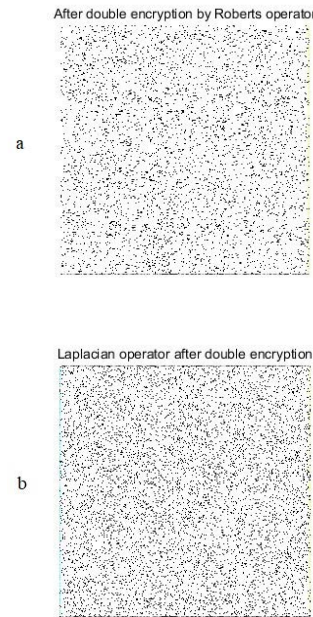 After double encryption by Roberts operator
a
Laplacian operator after double encryption
b